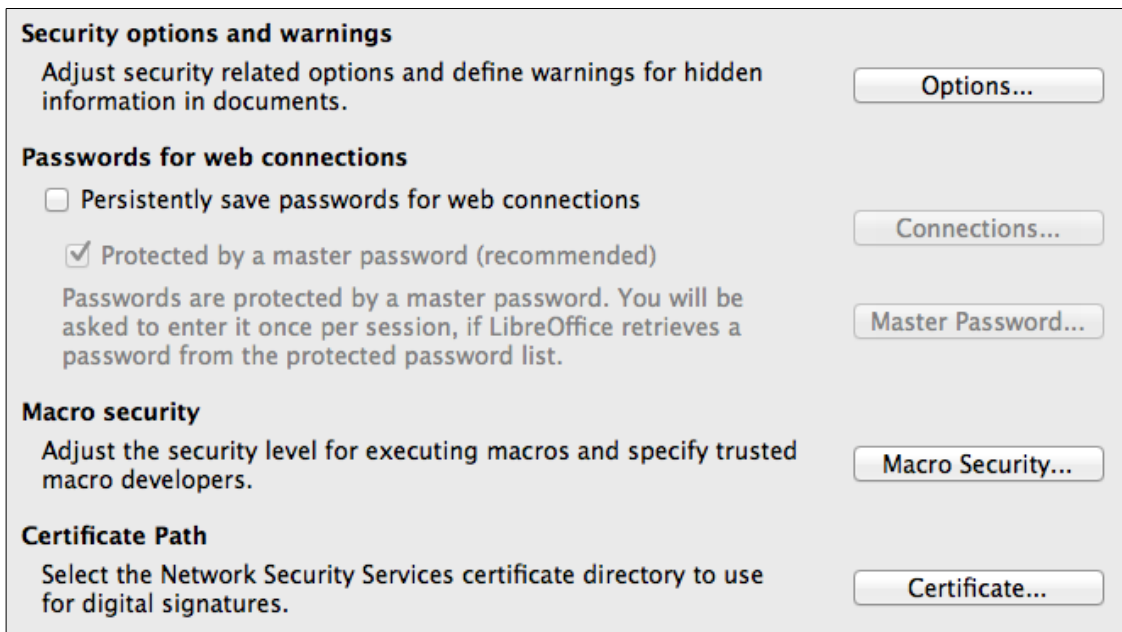 Security options and warnings
Adjust security related options and define warnings for hidden
information in documents.
Options...
Passwords for web connections
Persistently save passwords for web connections
Connections...
Protected by a master password (recommended)
Passwords are protected by a master password. You will be
asked to enter it once per session, if LibreOffice retrieves a
password from the protected password list.
Master Password...
Macro security
Adjust the security level for executing macros and specify trusted
macro developers.
Macro Security...
Certificate Path
Select the Network Security Services certificate directory to use
for digital signatures.
Certificate...